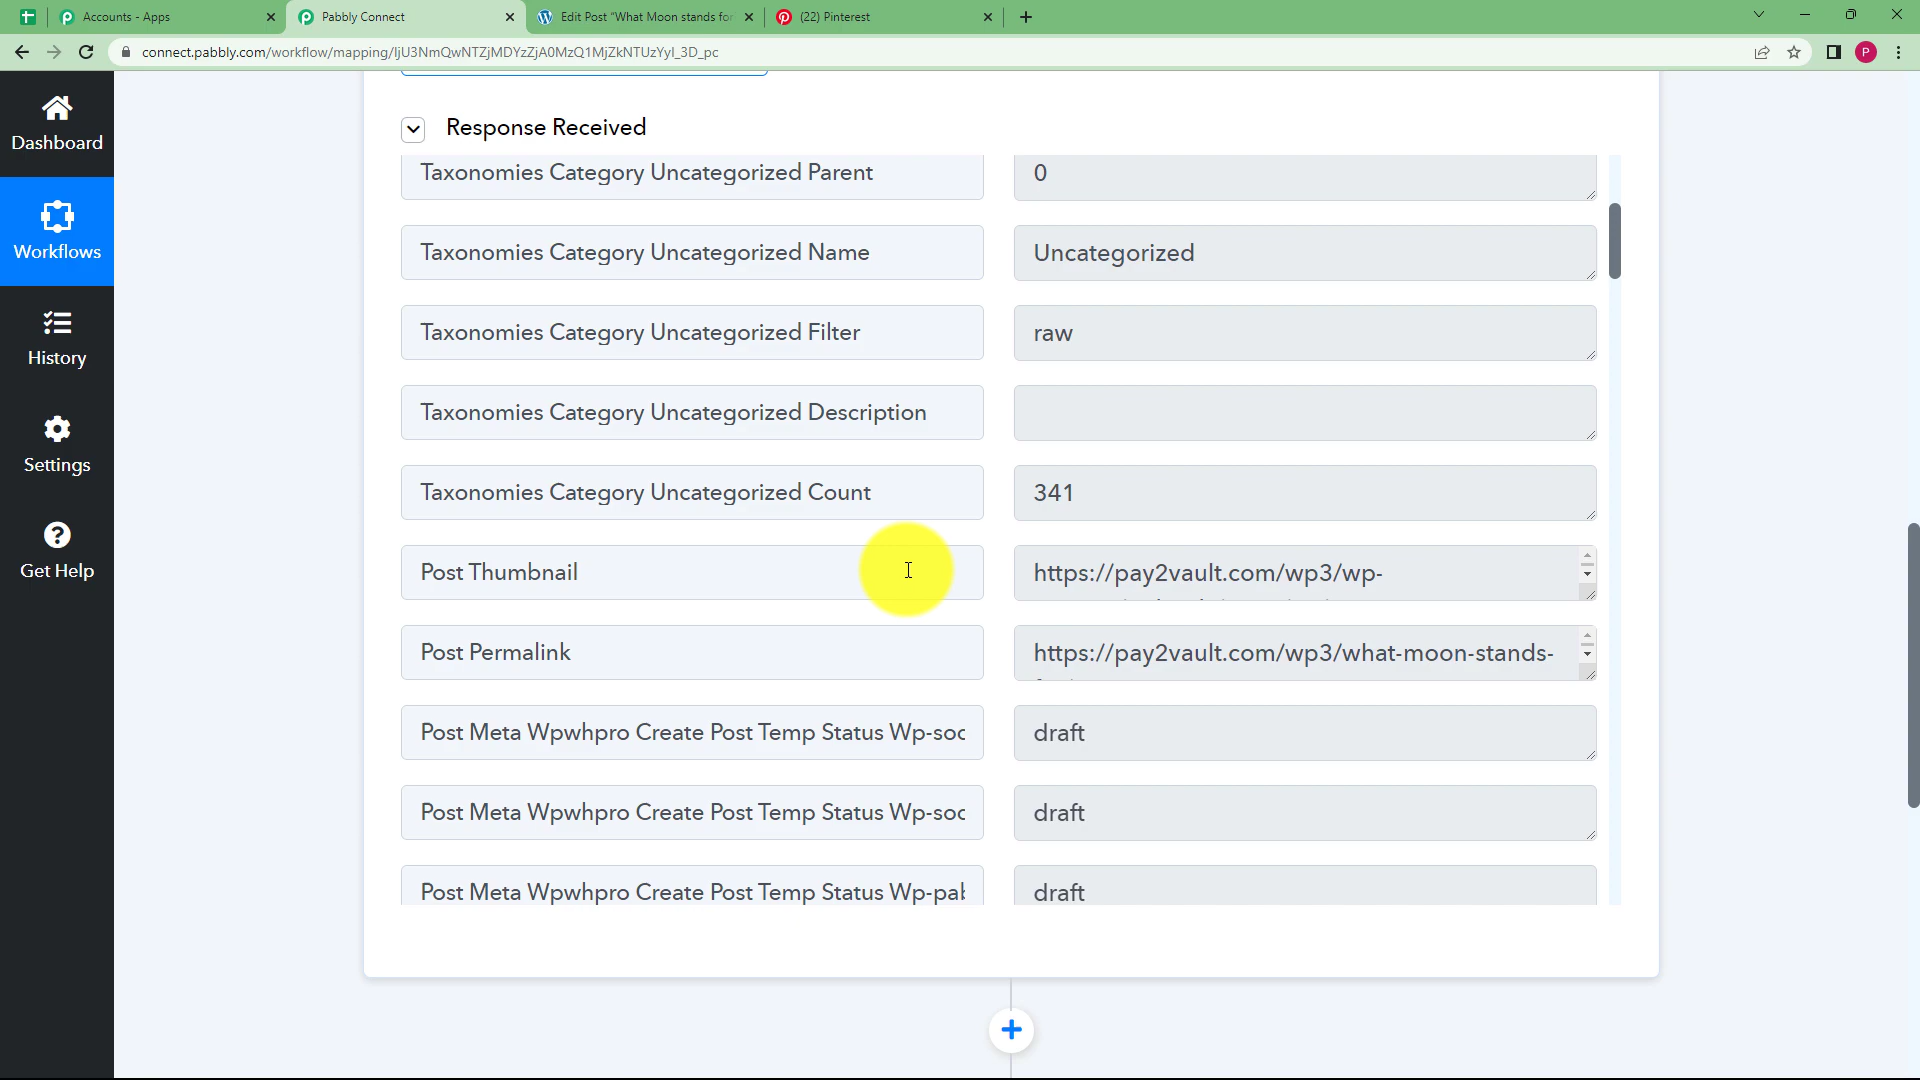 Accounts - Apps
Pabbly Connect
Edit Post "What Moon stands for
(22) Pinterest
connect.pabbly.com/workflow/mapping/IjU3NmQwNTZjMDYzZjA0MzQ1MjZkNTUzYyI_3D_pc
P
Dashboard
Workflows
History
Settings
Get Help
Response Received
Taxonomies Category Uncategorized Parent
0
Taxonomies Category Uncategorized Name
Uncategorized
Taxonomies Category Uncategorized Filter
raw
Taxonomies Category Uncategorized Description
Taxonomies Category Uncategorized Count
341
Post Thumbnail
https://pay2vault.com/wp3/wp-
Post Permalink
https://pay2vault.com/wp3/what-moon-stands-
Post Meta Wpwhpro Create Post Temp Status Wp-soc
draft
Post Meta Wpwhpro Create Post Temp Status Wp-soc
draft
Post Meta Wpwhpro Create Post Temp Status Wp-pab
draft